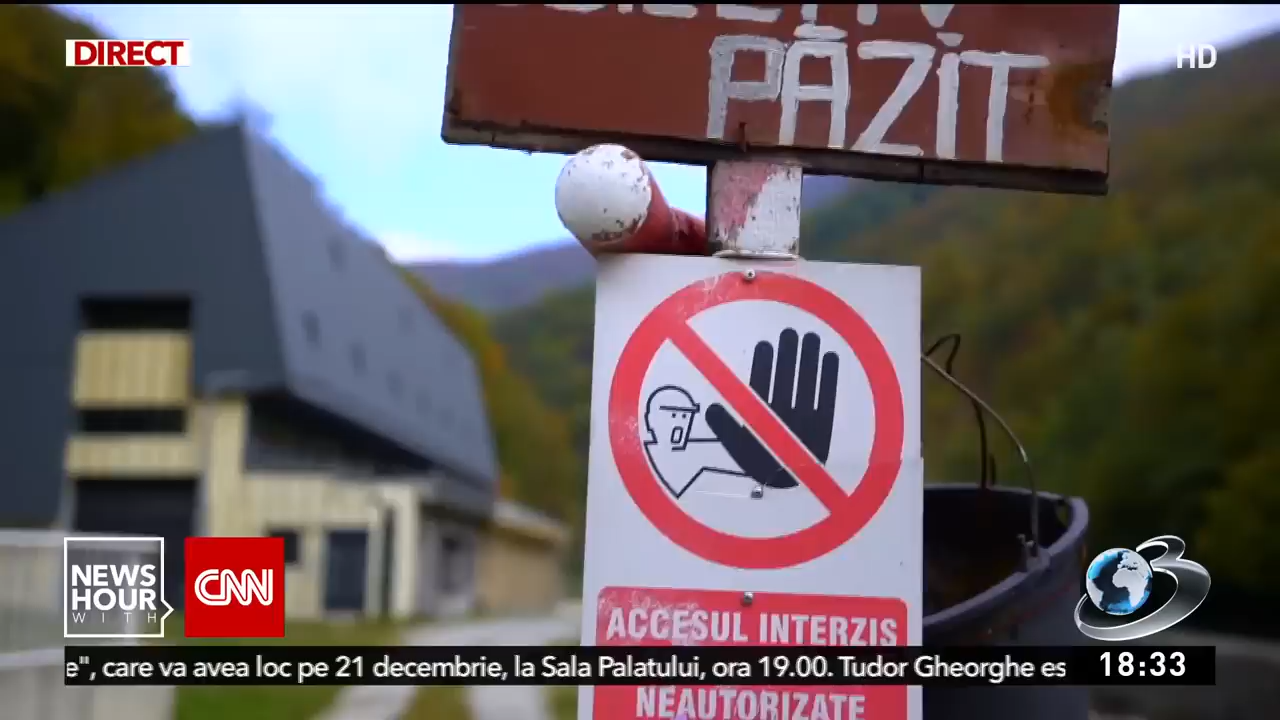 DIRECT
HD
PĂZIT
NEWS
HOUR
WITH
CNN
3
ACCESUL INTERZIS
e", care va avea loc pe 21 decembrie, la Sala Palatului, ora 19.00. Tudor Gheorghe es
18:33
NEAUTORIZATE